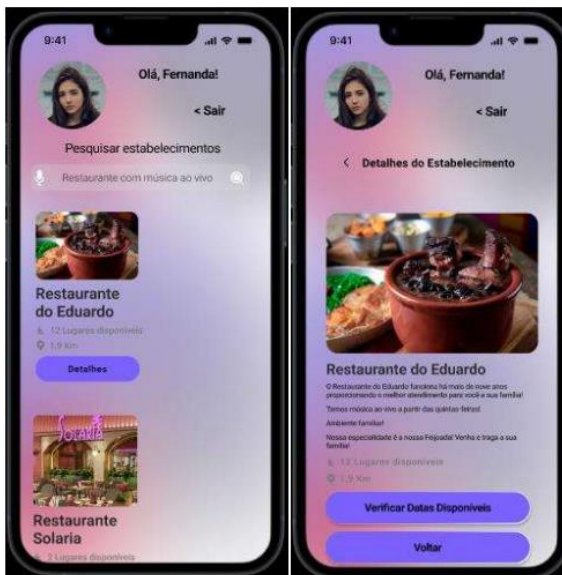 9:41
Olá, Fernanda!
< Sair
Pesquisar estabelecimentos
Restaurante com música ao vivo
Restaurante
do Eduardo
12 Lugares disponíveis
1,9 Km
Detalhes
SOLARIA
Restaurante
Solaria
2 Lugares disponíveis
9:41
Olá, Fernanda!
< Sair
< Detalhes do Estabelecimento
Restaurante do Eduardo
O Restaurante do Eduardo funciona há mais de nove anos
proporcionando o melhor atendimento para você e sua família!
Temos música ao vivo a partir das quintas-feiras!
Ambiente familiar!
Nossa especialidade é a nossa Feijoada! Venha e traga a sua
família!
12 Lugares disponíveis
1,9 Km
Verificar Datas Disponíveis
Voltar